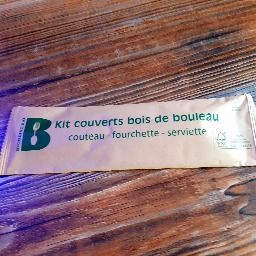 B
Kit couverts bois de bouleau
couteau - fourchette - serviette